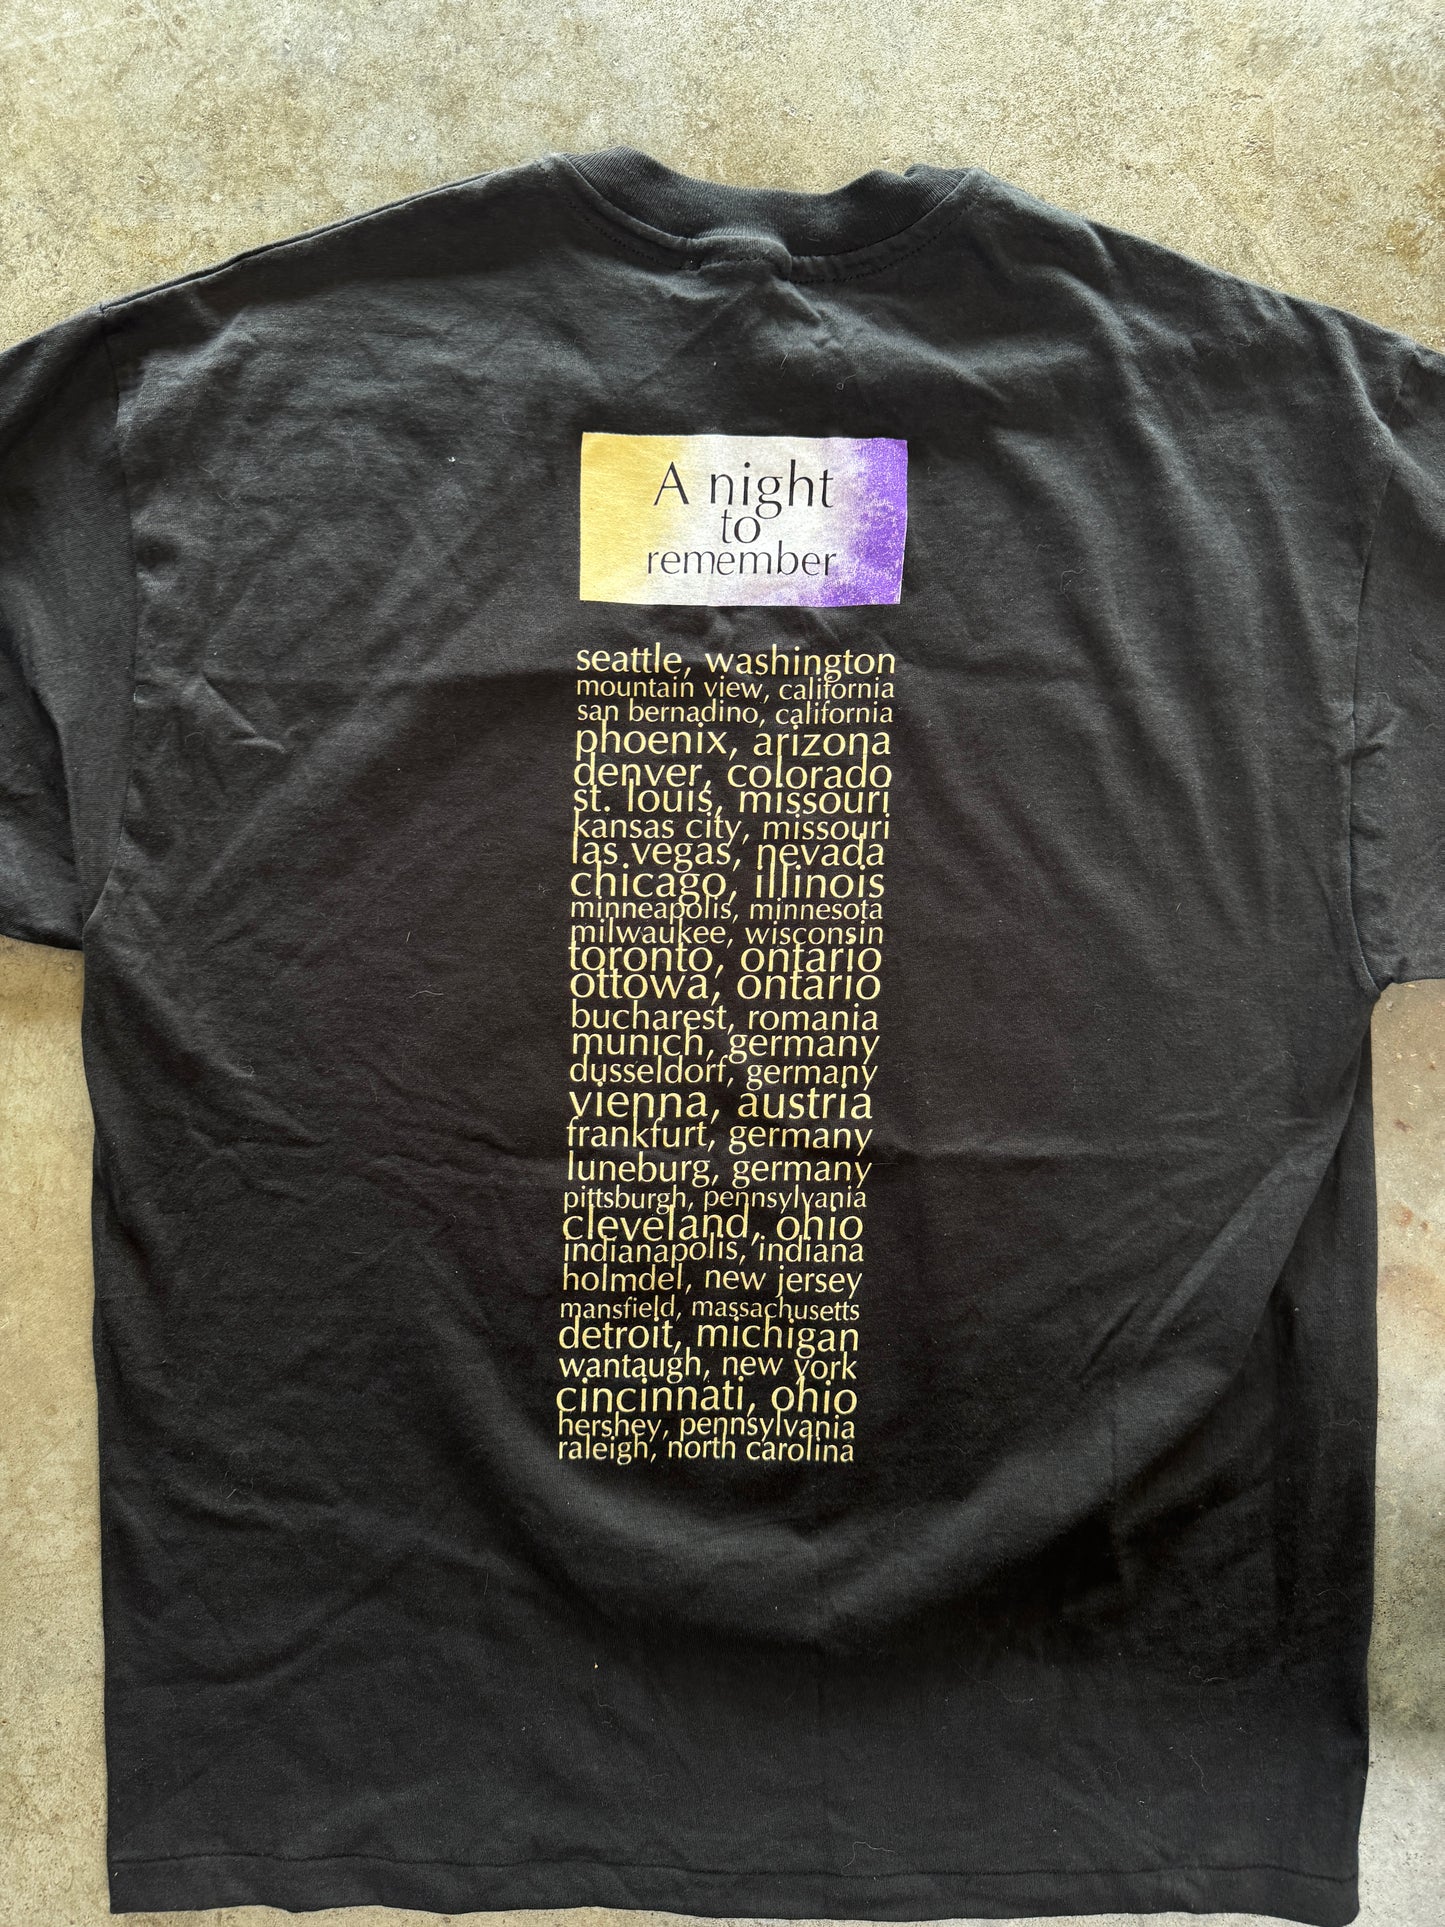 A night
to
remember
seattle, washington
mountain view, california
san bernadino, california
phoenix, arizona
denver, colorado
st. louis, missouri
kansas city, missouri
las vegas, nevada
chicago, illinois
minneapolis, minnesota
milwaukee, wisconsin
toronto, ontario
ottowa, ontario
bucharest, romania
munich, germany
dusseldorf, germany
vienna, austria
frankfurt, germany
luneburg, germany
pittsburgh, pennsylvania
cleveland, ohio
indianapolis, indiana
holmdel, new jersey
mansfield, massachusetts
detroit, michigan
wantaugh, new york
cincinnati, ohio
hershey, pennsylvania
raleigh, north carolina